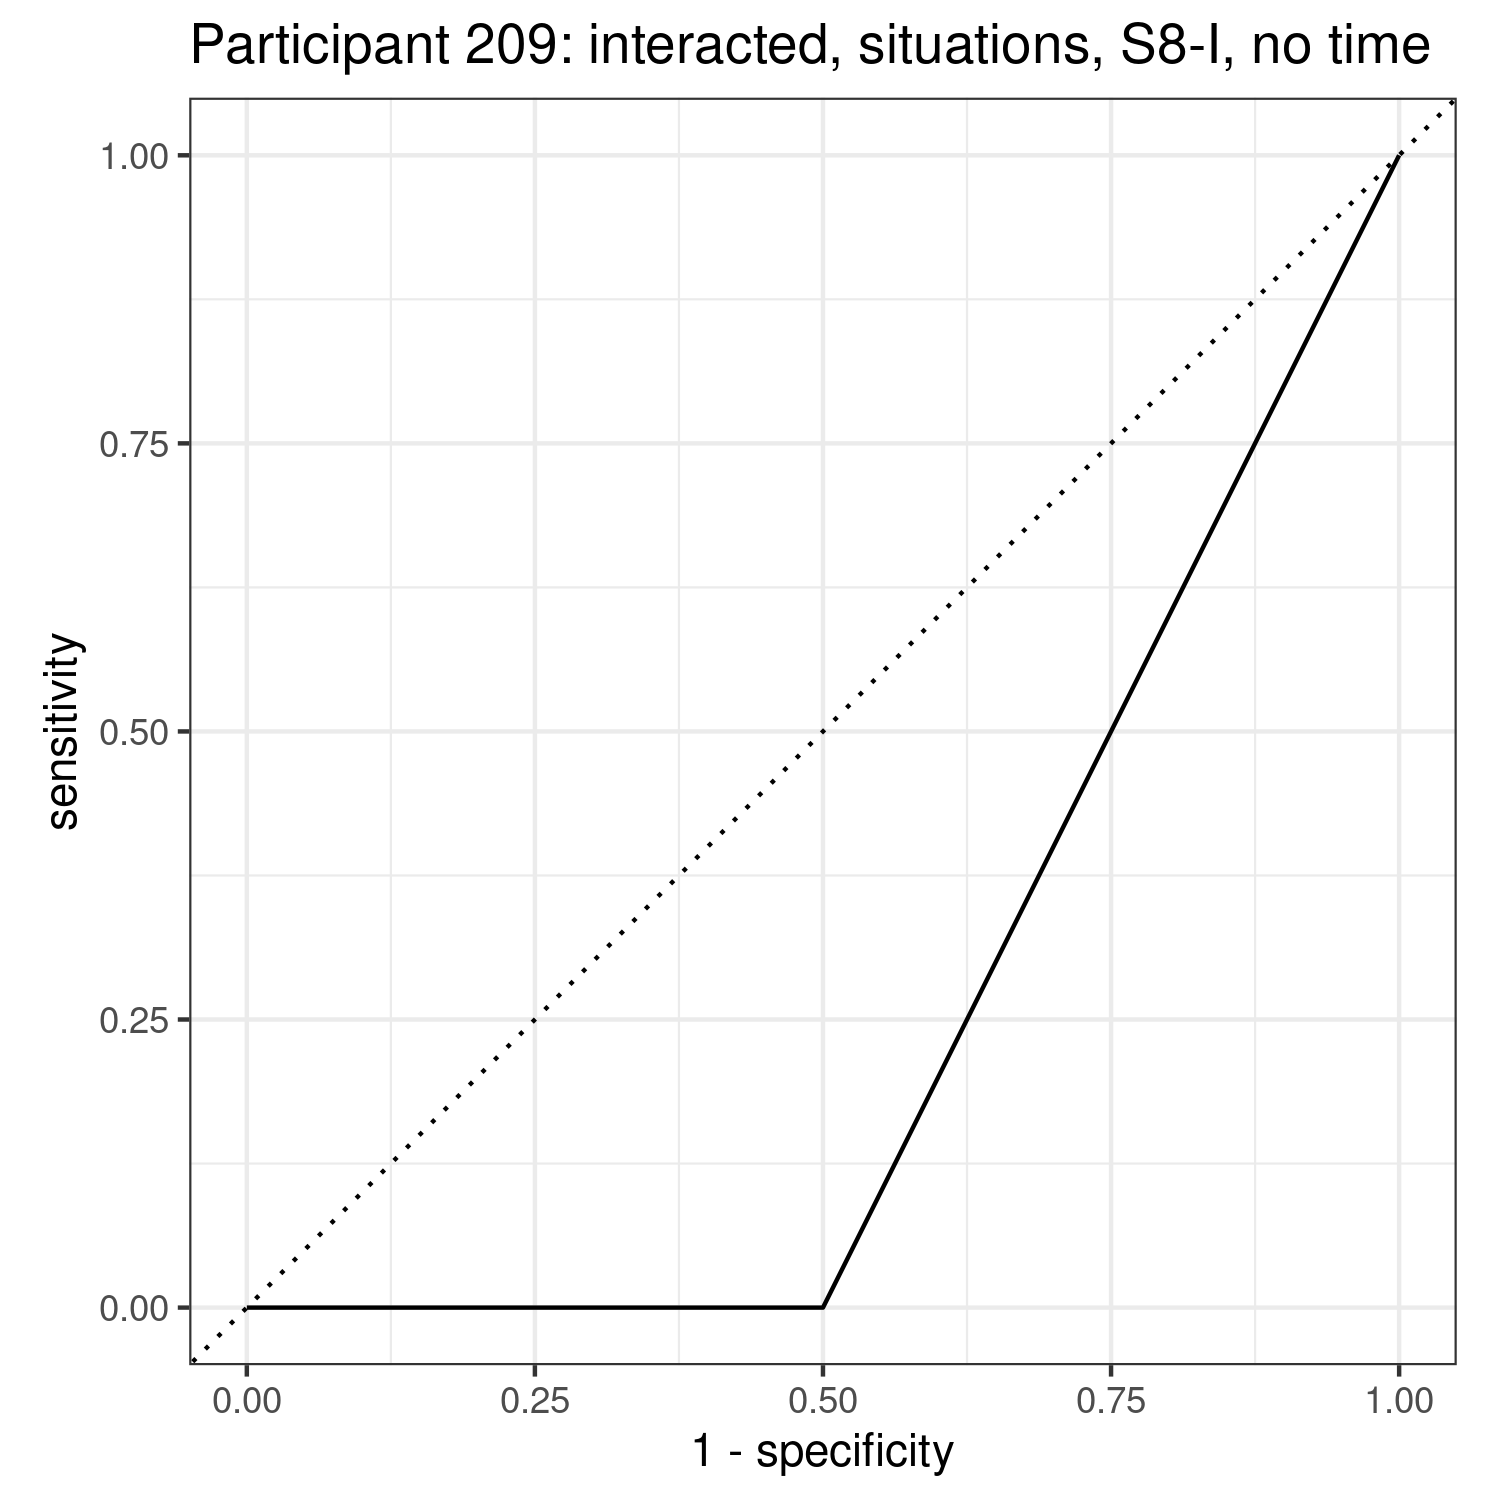 Participant 209: interacted, situations, S8-I, no time
1.00
0.75
0.50
0.25
0.00
sensitivity
0.00 0.25 0.50 0.75 1.00
1 - specificity